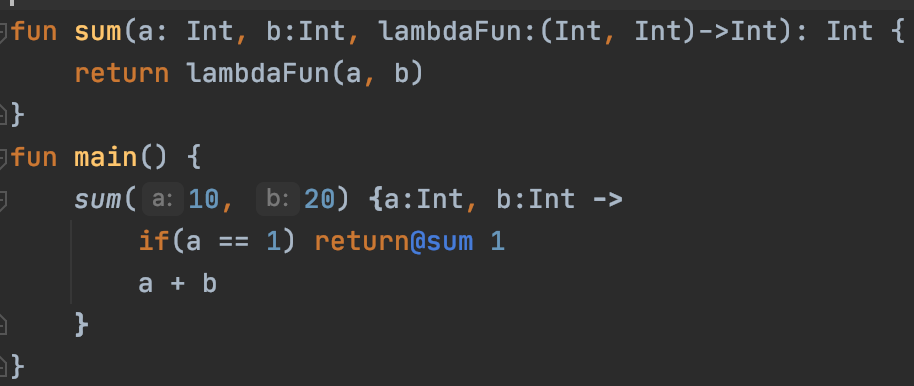 fun sum(a: Int, b:Int, lambdaFun:(Int, Int)->Int): Int {
return lambdaFun(a, b)
}
fun main() {
sum( a: 10, b: 20) {a:Int, b:Int ->
if(a == 1) return@sum 1
a + b
}
}